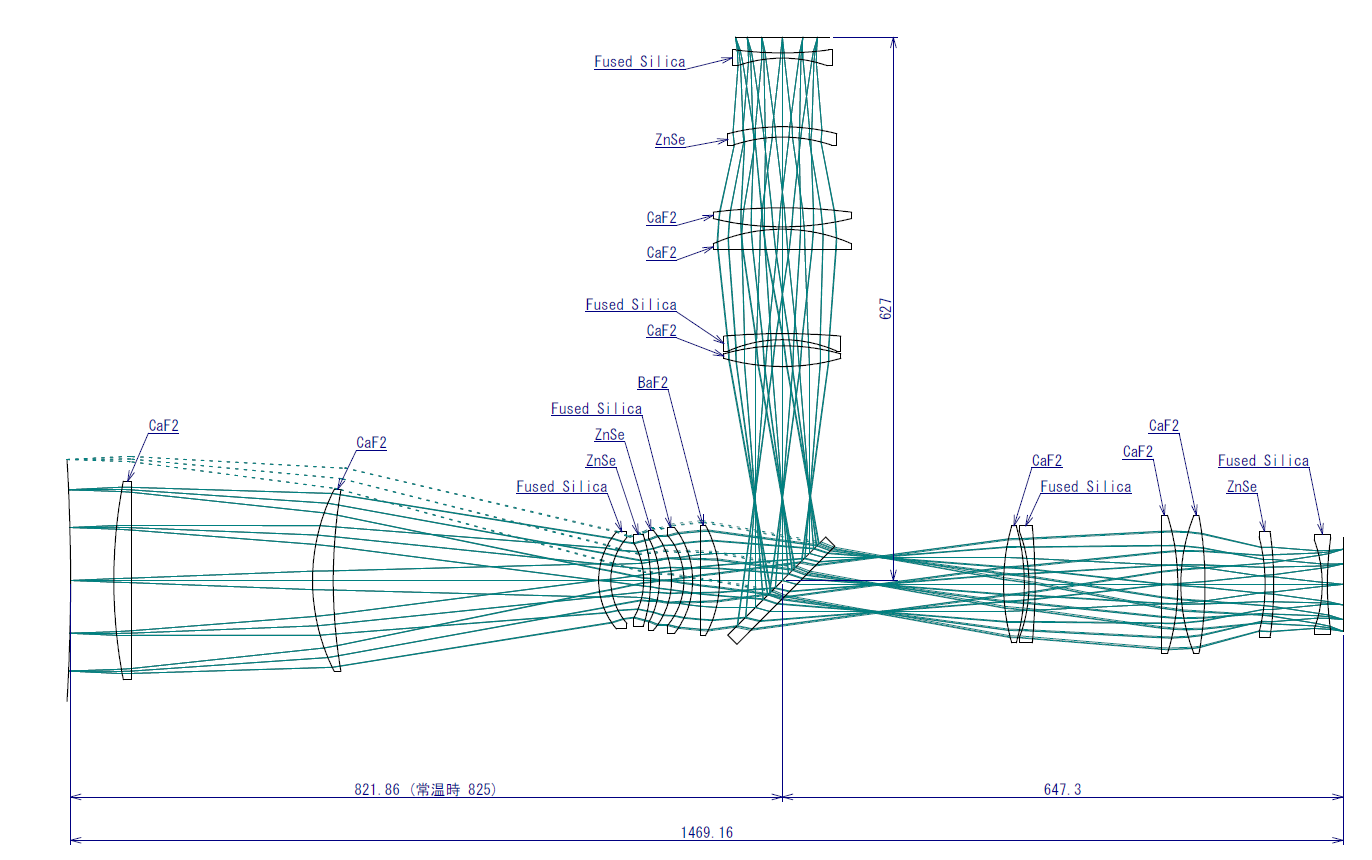 Fused Silica
ZnSe
CaF2
CaF2
627
Fused Silica
CaF2
BaF2
Fused Silica
ZnSe
ZnSe
Fused Silica
CaF2
CaF2
CaF2
CaF2
CaF2
Fused Silica
Fused Silica
ZnSe
821.86 (常温時 825)
647.3
1469.16